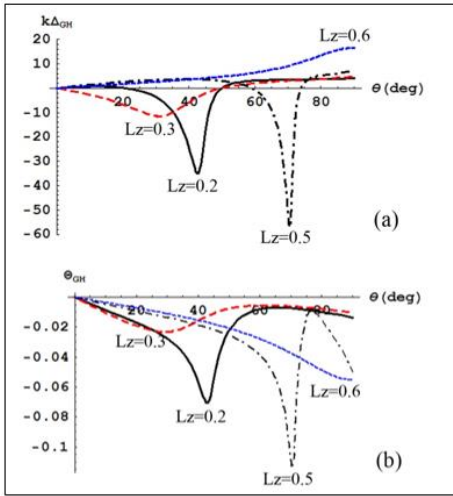 kΔGH
20
10
20 40 60 80 θ(deg)
-10
-20
-30
-40
-50
-60
Lz=0.6
Lz=0.3
Lz=0.2
Lz=0.5
(a)
ΘGH
20 40 60 80 θ(deg)
-0.02
-0.04
-0.06
-0.08
-0.1
Lz=0.3
Lz=0.2
Lz=0.6
Lz=0.5
(b)